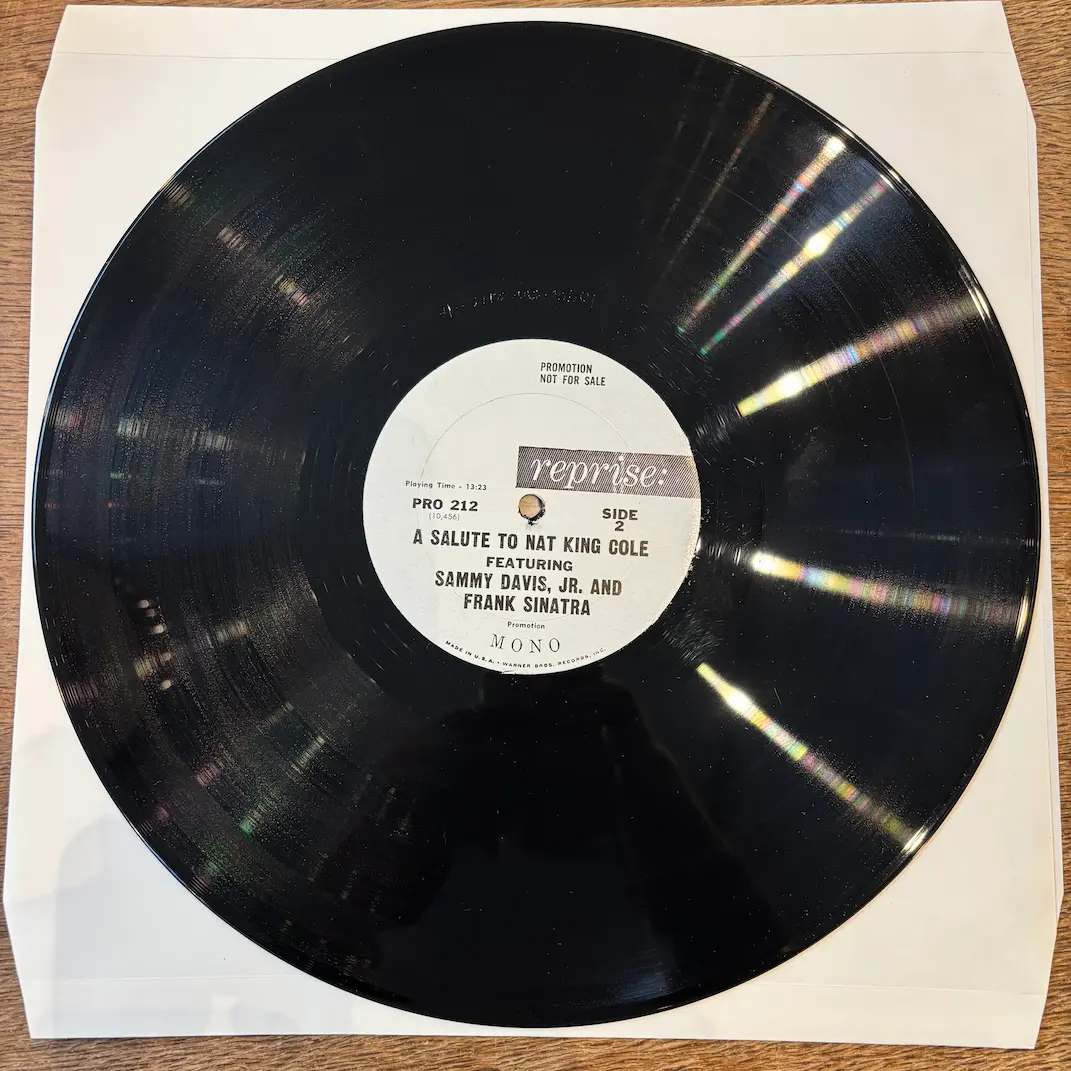 PROMOTION
NOT FOR SALE
reprise:
Playing Time - 13:23
PRO 212
(10,456)
SIDE
2
A SALUTE TO NAT KING COLE
FEATURING
SAMMY DAVIS, JR. AND
FRANK SINATRA
Promotion
MONO
MADE IN U.S.A. • WARNER BROS. RECORDS, INC.